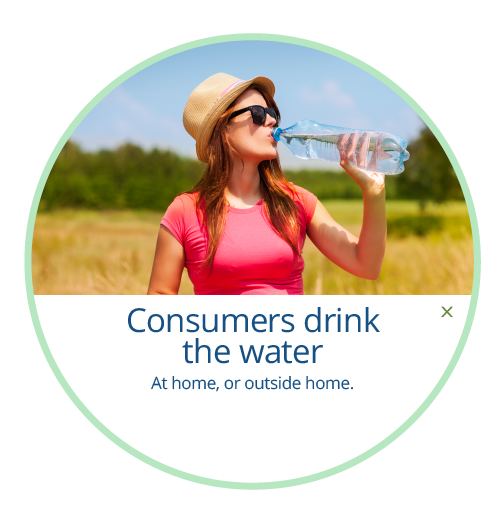 Consumers drink
the water
At home, or outside home.